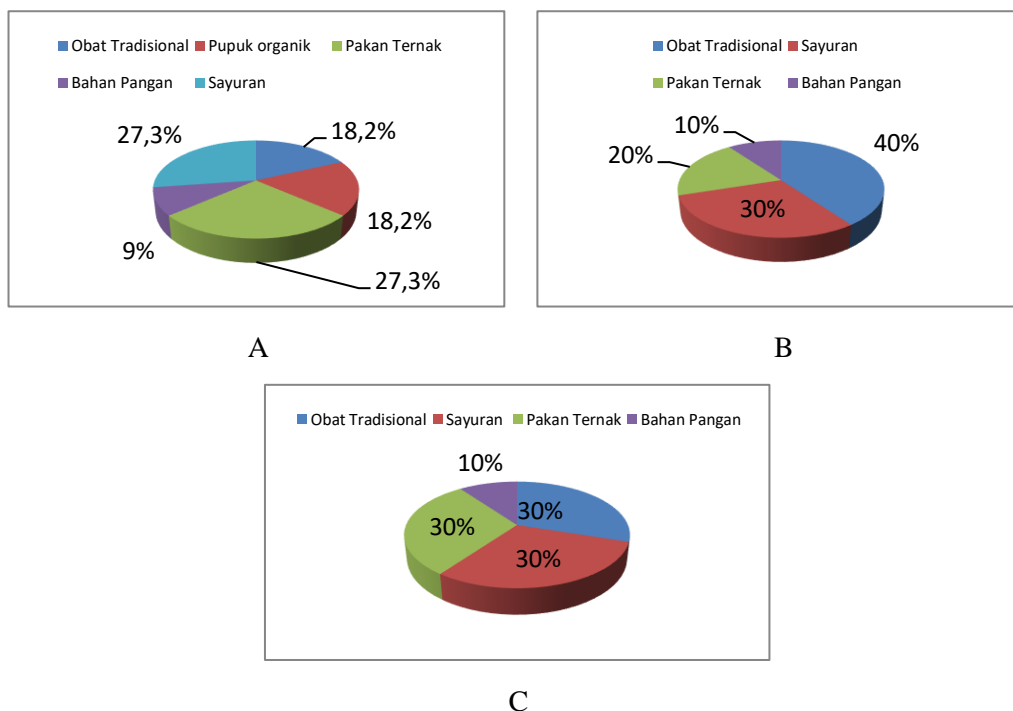 Obat Tradisional Pupuk organik Pakan Ternak
Bahan Pangan Sayuran
27,3% 18,2%
9% 18,2%
27,3%
A
Obat Tradisional Sayuran
Pakan Ternak Bahan Pangan
10%
20% 40%
30%
B
Obat Tradisional Sayuran Pakan Ternak Bahan Pangan
10%
30% 30%
30%
C